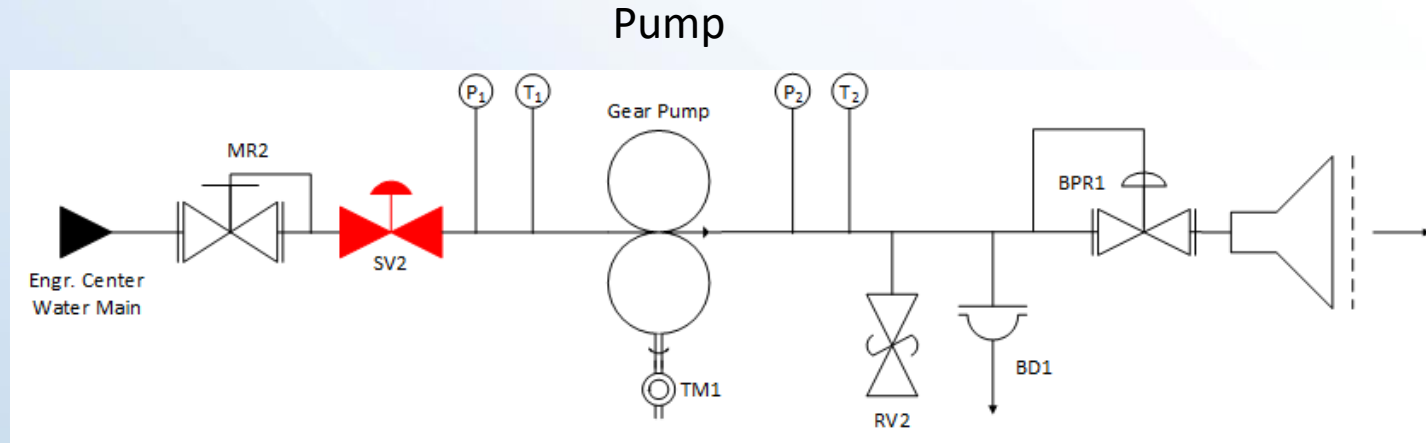 Pump
P1
T1
Gear Pump
P2
T2
MR2
BPR1
SV2
Engr. Center
Water Main
TM1
RV2
BD1